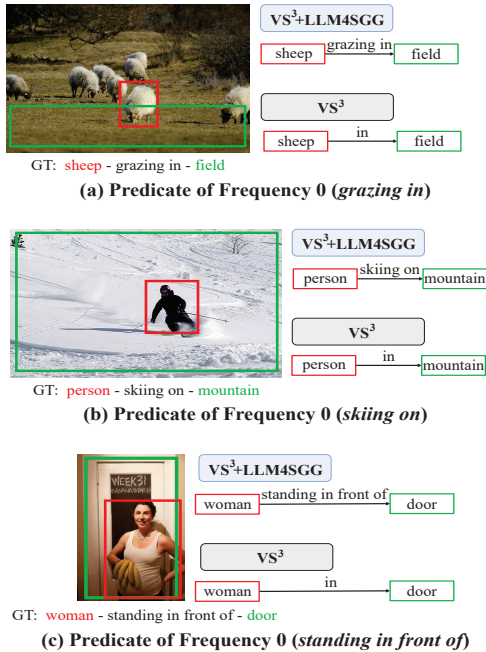 VS³+LLM4SGG
sheep grazing in field
VS³
sheep in field
GT: sheep - grazing in - field
(a) Predicate of Frequency 0 (grazing in)
VS³+LLM4SGG
person skiing on mountain
VS³
person in mountain
GT: person - skiing on - mountain
(b) Predicate of Frequency 0 (skiing on)
WEEK31
VS³+LLM4SGG
woman standing in front of door
VS³
woman in door
GT: woman - standing in front of - door
(c) Predicate of Frequency 0 (standing in front of)